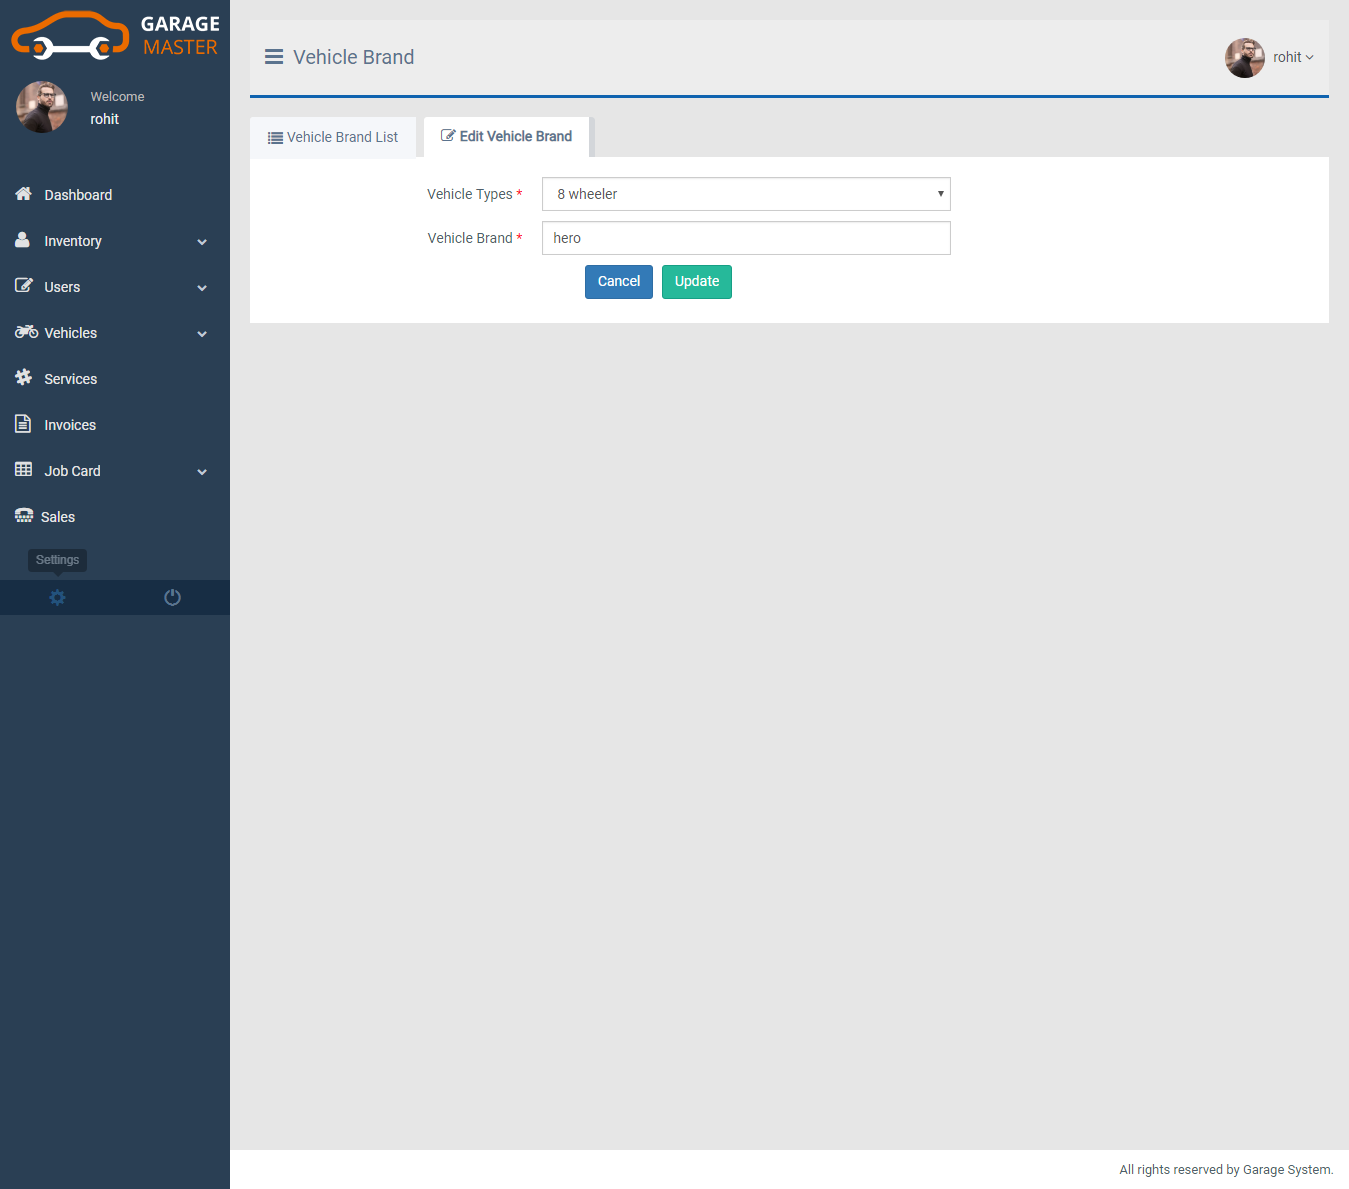 GARAGE
MASTER
Welcome
rohit
Dashboard
Inventory
Users
Vehicles
Services
Invoices
Job Card
Sales
Settings
Vehicle Brand
rohit
Vehicle Brand List
Edit Vehicle Brand
Vehicle Types *
8 wheeler
Vehicle Brand *
hero
Cancel
Update
All rights reserved by Garage System.